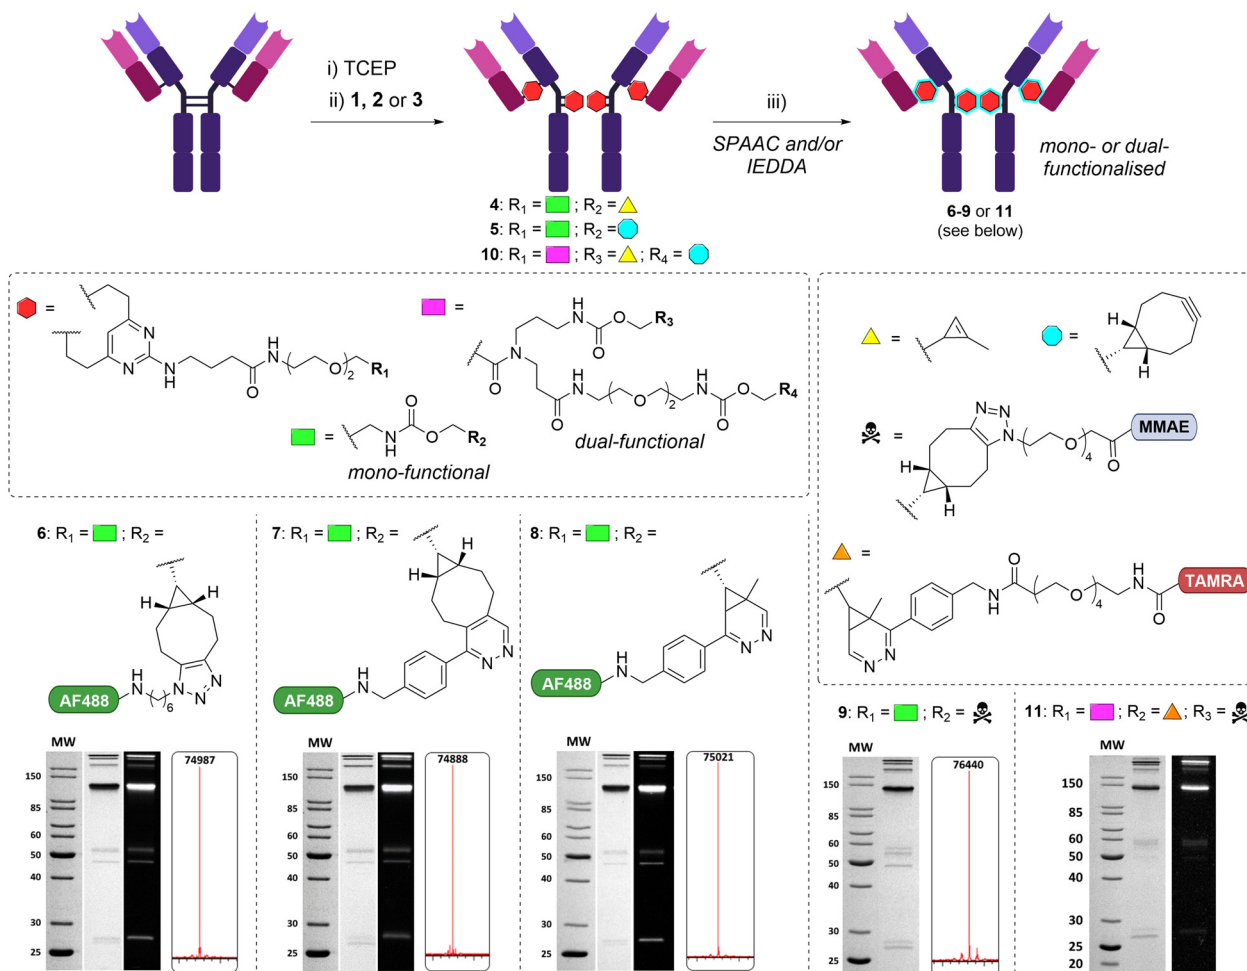 i) TCEP
ii) 1, 2 or 3
iii)
SPAAC and/or
IEDDA
mono- or dual-
functionalised
4: R1 = ; R2 =
5: R1 = ; R2 =
10: R1 = ; R3 = ; R4 =
6-9 or 11
(see below)
=
N
N
N
H
O
H
N
O
2
R1
=
N
H
O
O
R2
mono-functional
=
O
N
H
N
O
O
R3
O
H
N
O
2
H
N
O
O
R4
dual-functional
=
=
H
H
=
N
N
N
H
H
O
4
O
MMAE
=
N
N
N
H
O
O
4
H
N
O
TAMRA
6: R1 = ; R2 =
H
H
AF488
H
N
6
N
N
N
7: R1 = ; R2 =
H
H
N
N
H
N
AF488
8: R1 = ; R2 =
N
N
H
N
AF488
9: R1 = ; R2 =
11: R1 = ; R2 = ; R3 =
MW
150
85
60
50
40
30
25
74987
MW
150
85
60
50
40
30
25
74888
MW
150
85
60
50
40
30
25
75021
MW
150
85
60
50
40
30
25
76440
MW
150
85
60
50
40
30
25
20